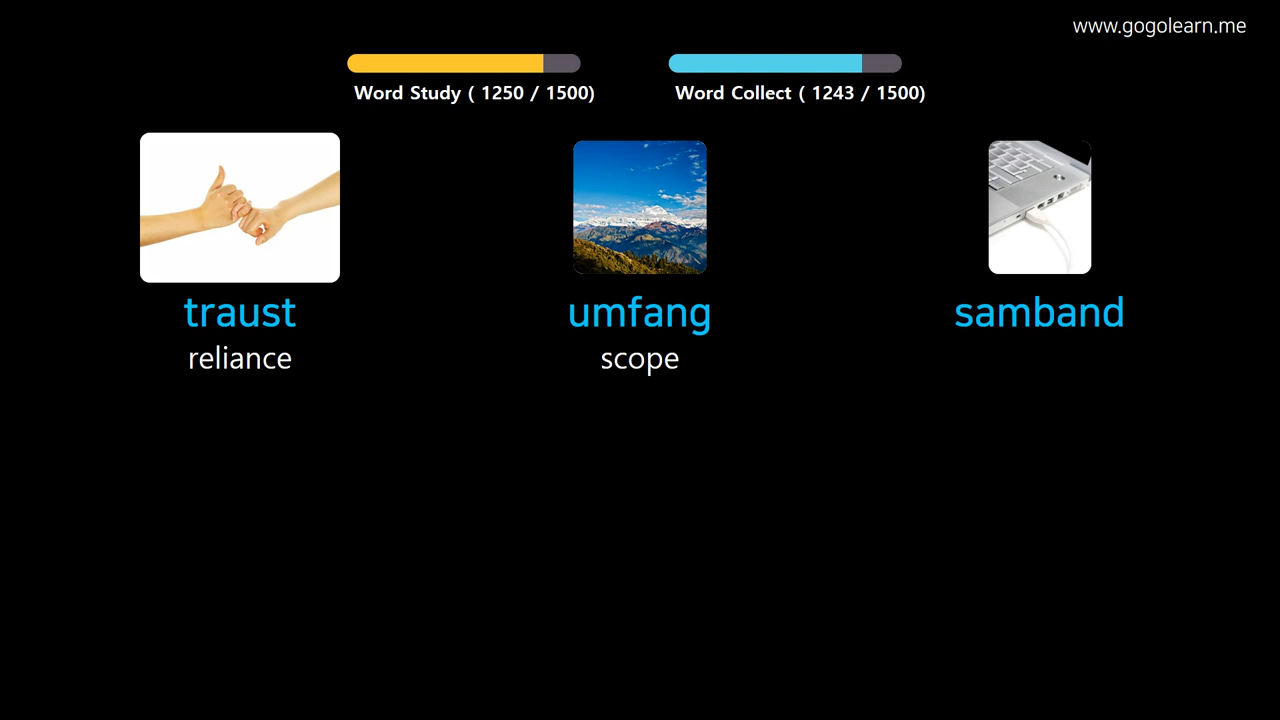 www.gogolearn.me
Word Study ( 1250 / 1500)
Word Collect ( 1243 / 1500)
traust
umfang
samband
reliance
scope